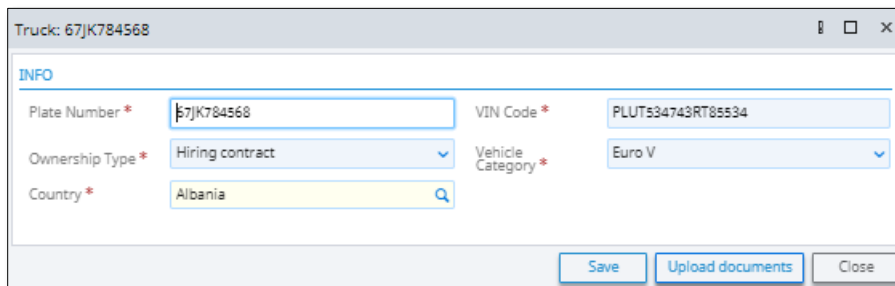 Truck: 67JK784568
INFO
Plate Number *
67JK784568
VIN Code *
PLUT534743RT85534
Ownership Type *
Hiring contract
Vehicle
Category *
Euro V
Country *
Albania
Save
Upload documents
Close